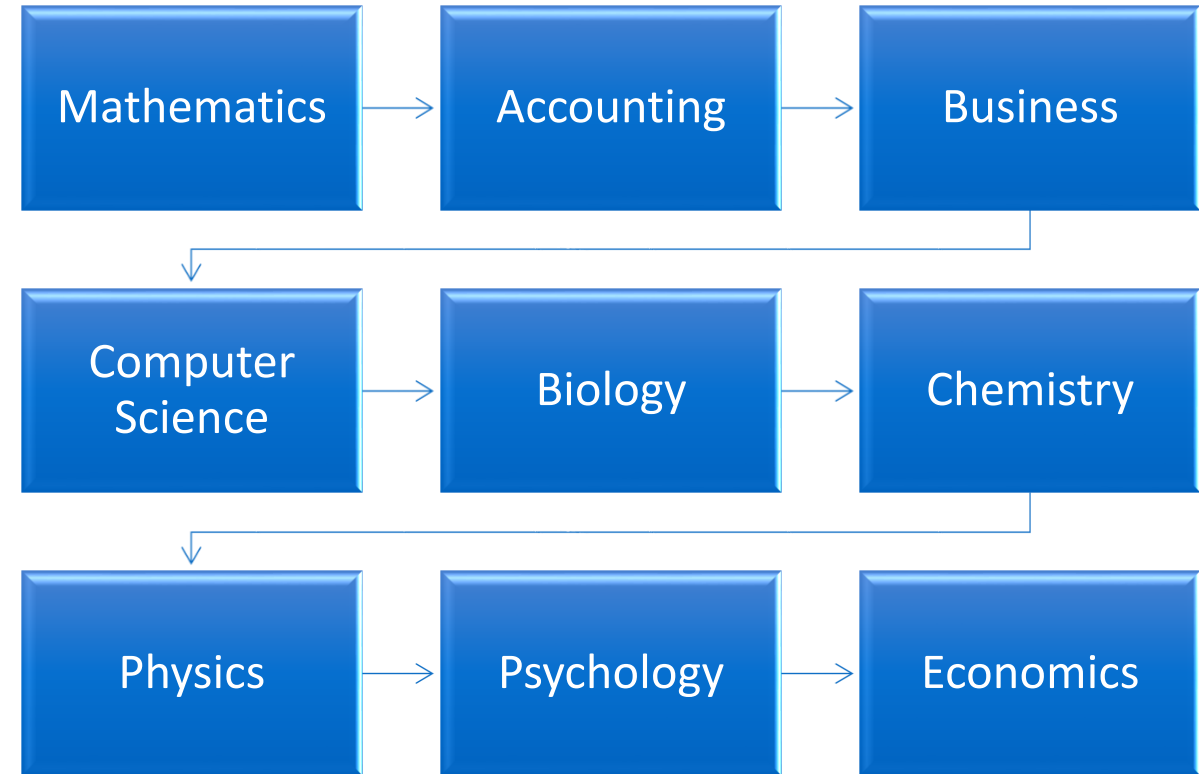 Mathematics
Accounting
Business
Computer
Science
Biology
Chemistry
Physics
Psychology
Economics